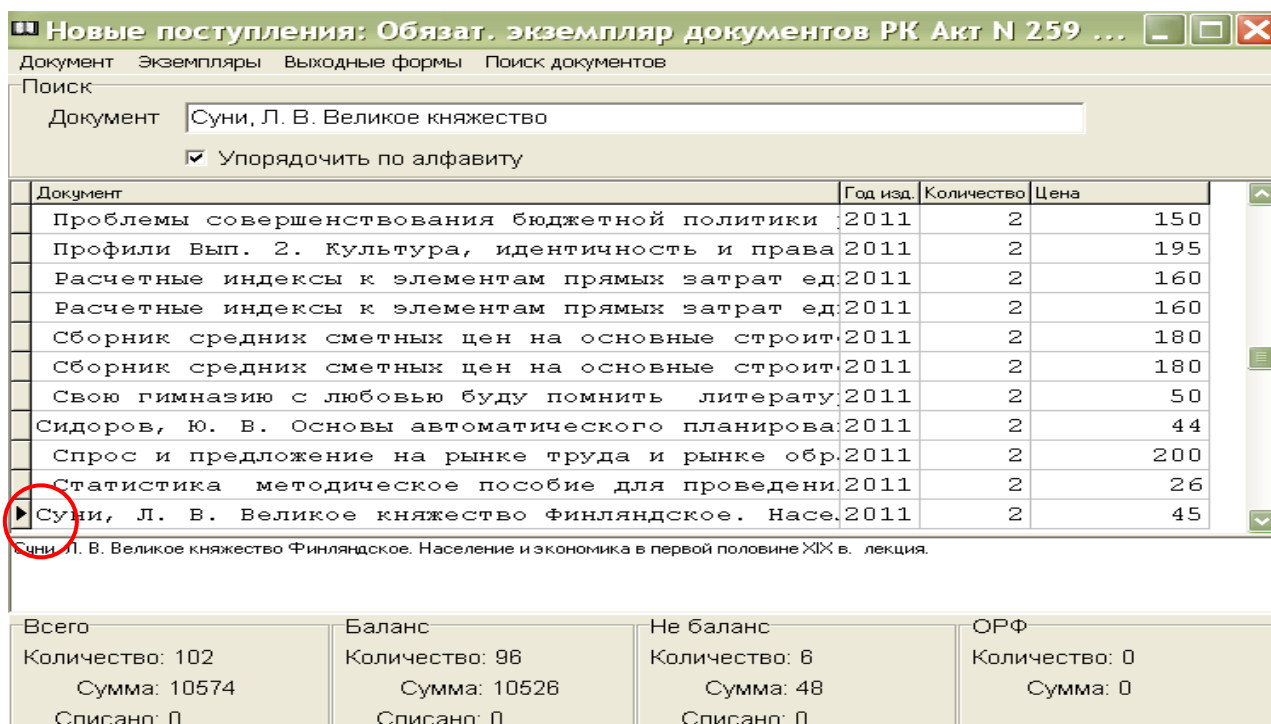 Новые поступления: Обязат. экземпляр документов РК Акт N 259 ...
Документ Экземпляры Выходные формы Поиск документов
Поиск
Документ Суни, Л. В. Великое княжество
Упорядочить по алфавиту
Документ Год изд. Количество Цена
Проблемы совершенствования бюджетной политики 2011 2 150
Профили Вып. 2. Культура, идентичность и права 2011 2 195
Расчетные индексы к элементам прямых затрат ед 2011 2 160
Расчетные индексы к элементам прямых затрат ед 2011 2 160
Сборник средних сметных цен на основные строит 2011 2 180
Сборник средних сметных цен на основные строит 2011 2 180
Свою гимназию с любовью буду помнить литерату 2011 2 50
Сидоров, Ю. В. Основы автоматического планирова 2011 2 44
Спрос и предложение на рынке труда и рынке обр 2011 2 200
Статистика методическое пособие для проведени 2011 2 26
Суни, Л. В. Великое княжество Финляндское. Насе 2011 2 45
Суни, Л. В. Великое княжество Финляндское. Население и экономика в первой половине XIX в. лекция.
Всего Баланс Не баланс ОРФ
Количество: 102 Количество: 96 Количество: 6 Количество: 0
Сумма: 10574 Сумма: 10526 Сумма: 48 Сумма: 0
Списано: 0 Списано: 0 Списано: 0